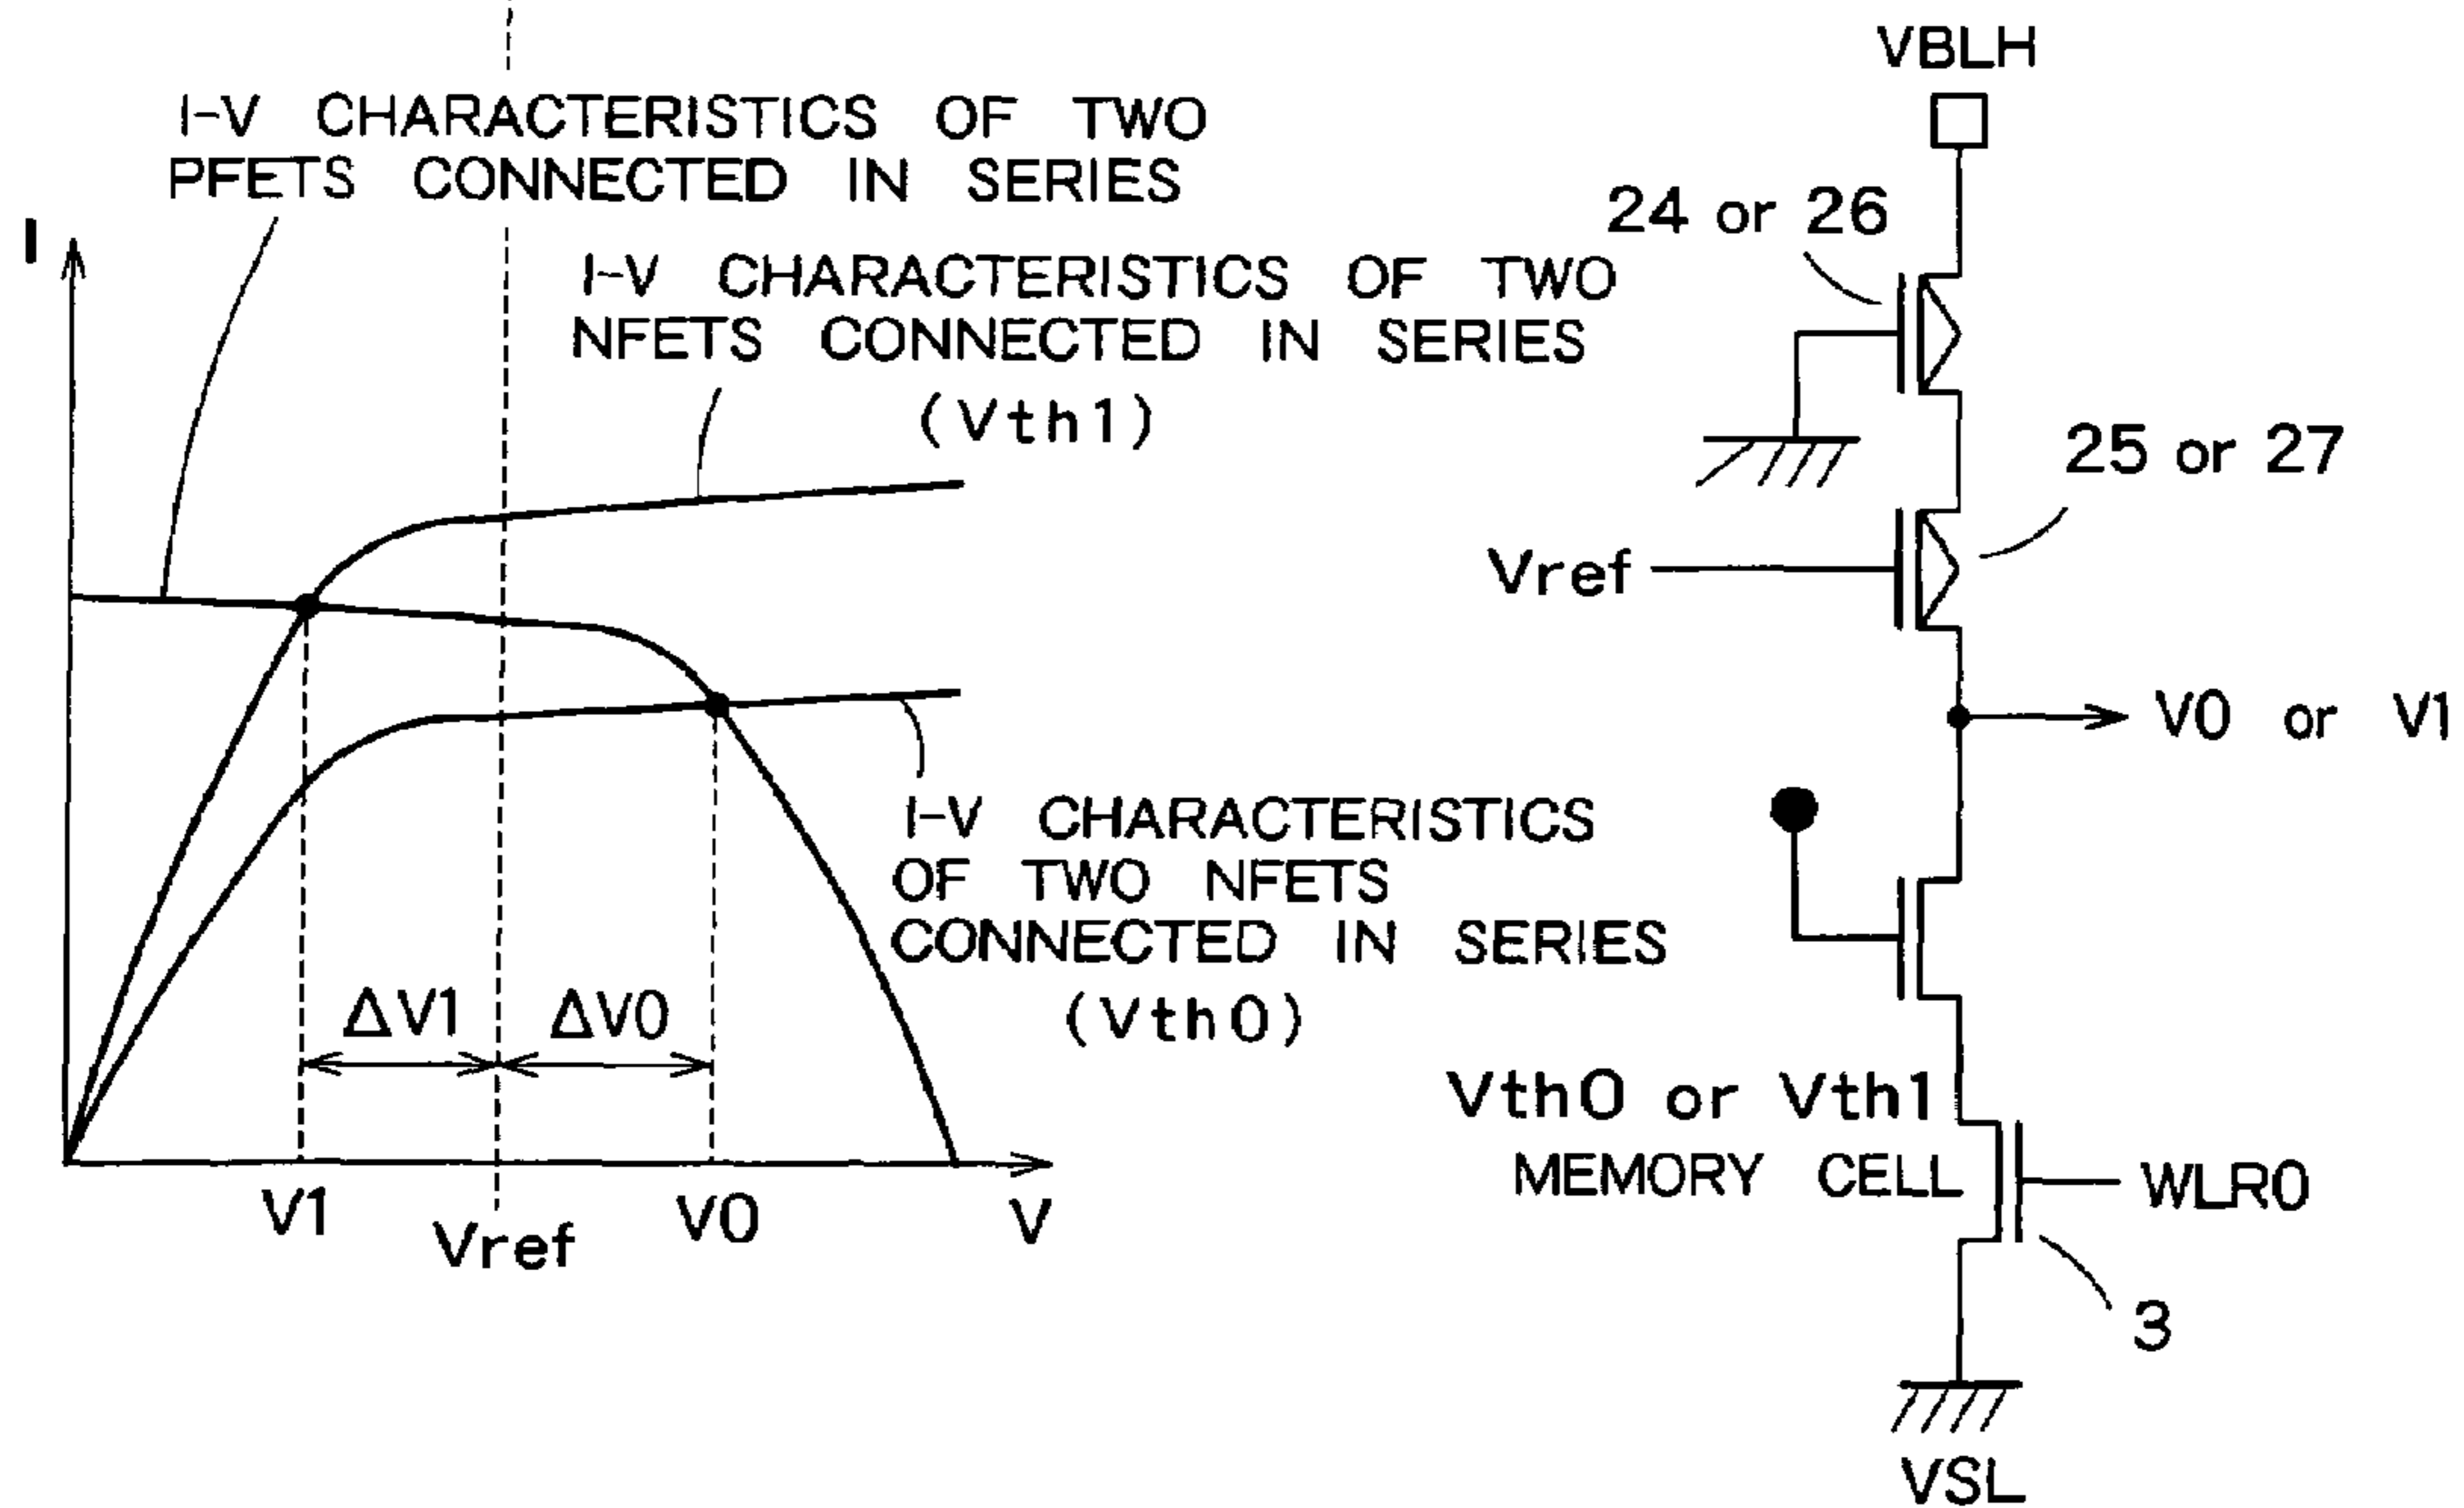 I-V CHARACTERISTICS OF TWO
PFETS CONNECTED IN SERIES
I
I-V CHARACTERISTICS OF TWO
NFETS CONNECTED IN SERIES
(Vth1)
I-V CHARACTERISTICS
OF TWO NFETS
CONNECTED IN SERIES
(Vth0)
ΔV1
ΔV0
V1
Vref
V0
V
VBLH
24 or 26
25 or 27
Vref
V0 or V1
Vth0 or Vth1
MEMORY CELL
WLR0
3
VSL